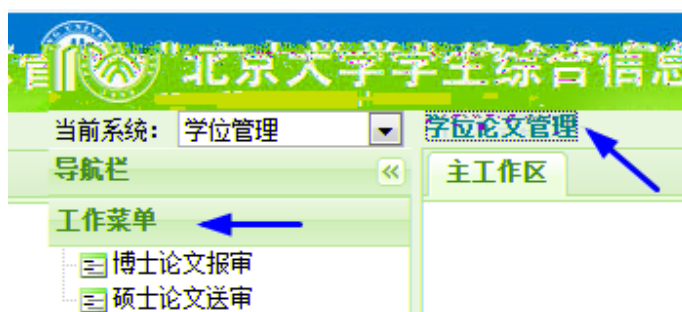 北京大学学生综合信息
当前系统: 学位管理 学位论文管理
导航栏 主工作区
工作菜单
博士论文报审
硕士论文送审